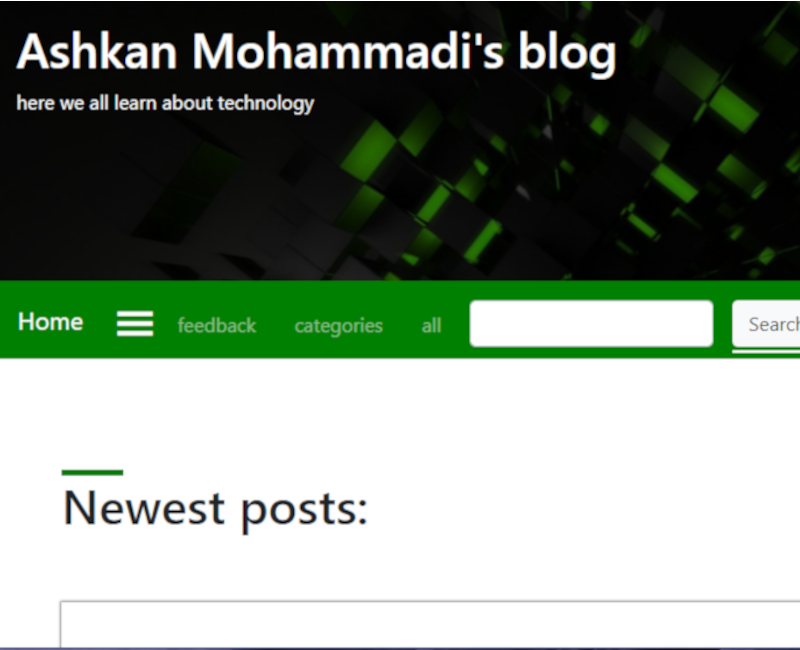 Ashkan Mohammadi's blog
here we all learn about technology
Home feedback categories all Search
Newest posts: